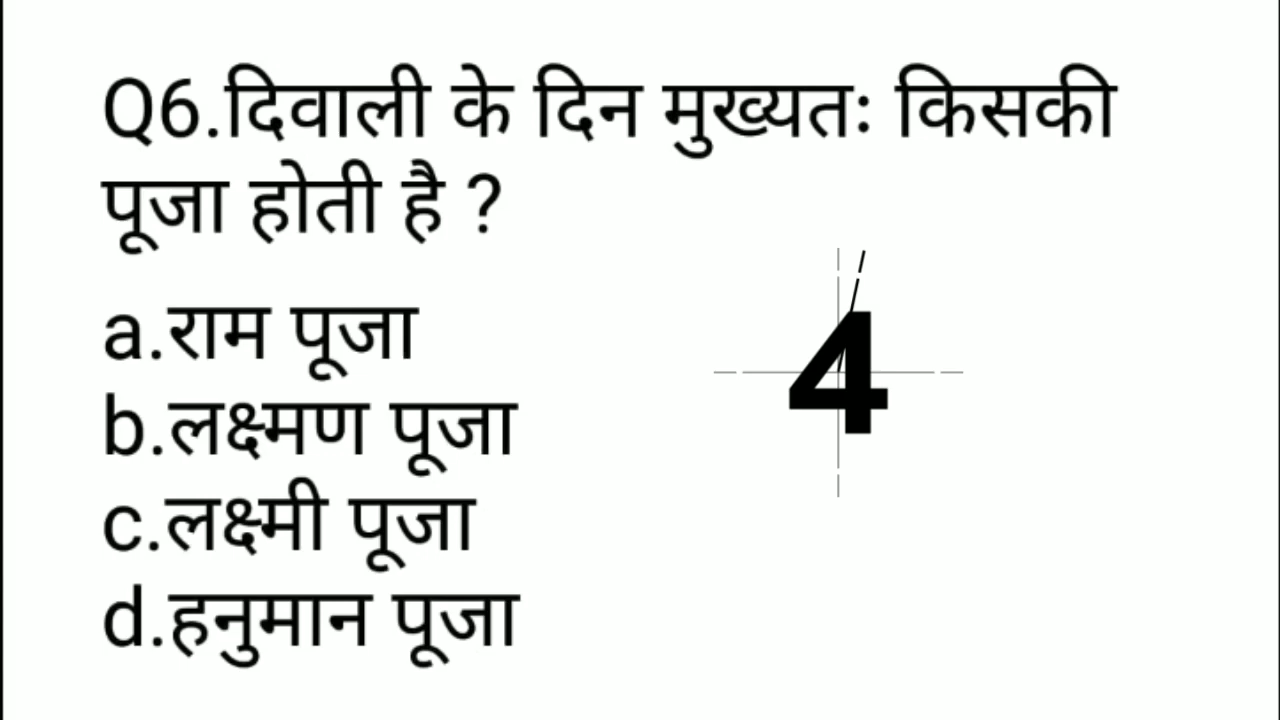 Q6.दिवाली के दिन मुख्यतः किसकी
पूजा होती है ?
a.राम पूजा
b.लक्ष्मण पूजा
c.लक्ष्मी पूजा
d.हनुमान पूजा
4